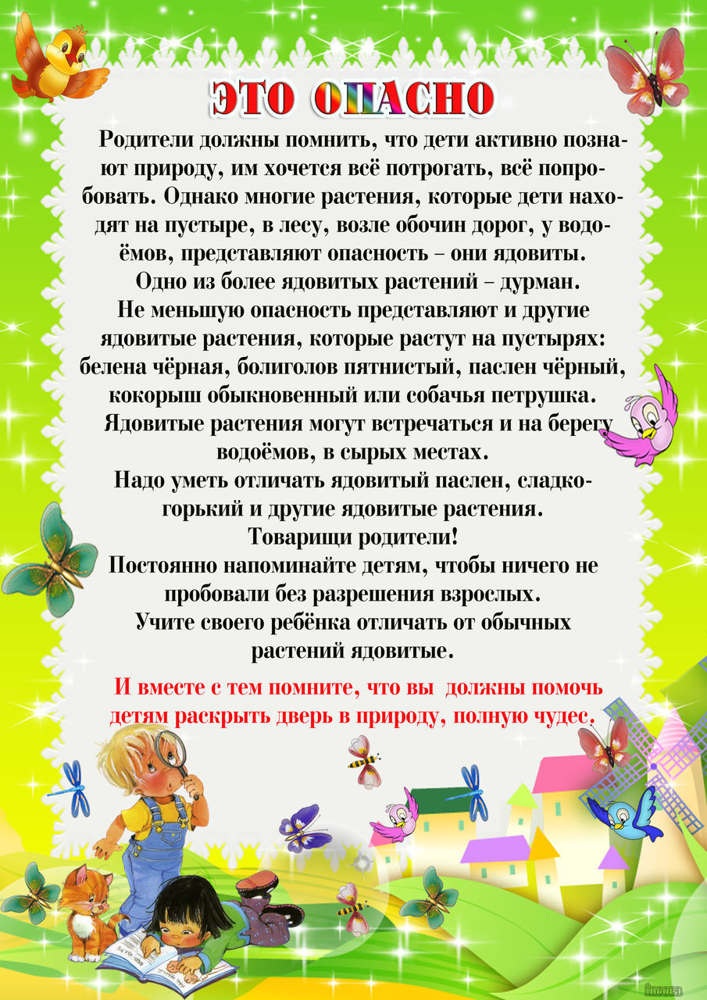 ЭТО ОПАСНО
Родители должны помнить, что дети активно позна-
ют природу, им хочется всё потрогать, всё попро-
бовать. Однако многие растения, которые дети нахо-
дят на пустыре, в лесу, возле обочин дорог, у водо-
ёмов, представляют опасность – они ядовиты.
Одно из более ядовитых растений – дурман.
Не меньшую опасность представляют и другие
ядовитые растения, которые растут на пустырях:
белена чёрная, болиголов пятнистый, паслен чёрный,
кокорыш обыкновенный или собачья петрушка.
Ядовитые растения могут встречаться и на берегу
водоёмов, в сырых местах.
Надо уметь отличать ядовитый паслен, сладко-
горький и другие ядовитые растения.
Товарищи родители!
Постоянно напоминайте детям, чтобы ничего не
пробовали без разрешения взрослых.
Учите своего ребёнка отличать от обычных
растений ядовитые.
И вместе с тем помните, что вы должны помочь
детям раскрыть дверь в природу, полную чудес.